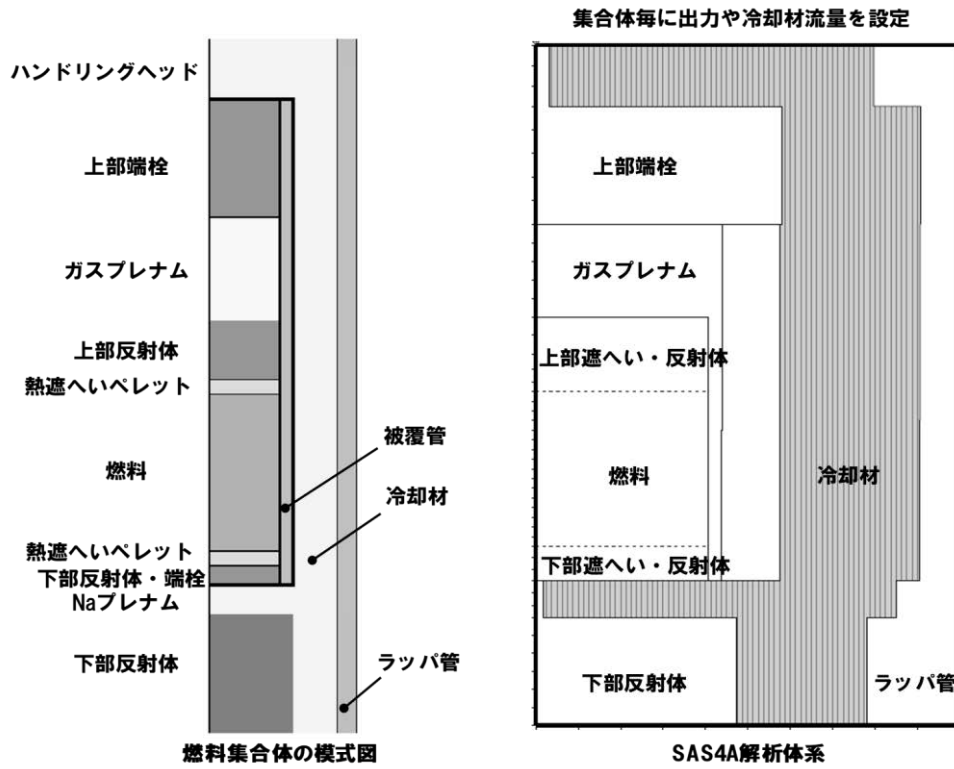 集合体毎に出力や冷却材流量を設定
ハンドリングヘッド
上部端栓
ガスプレナム
上部反射体
熱遮へいペレット
燃料
被覆管
冷却材
熱遮へいペレット
下部反射体・端栓
Naプレナム
下部反射体
ラッパ管
燃料集合体の模式図
上部端栓
ガスプレナム
上部遮へい・反射体
燃料
冷却材
下部遮へい・反射体
下部反射体
ラッパ管
SAS4A解析体系